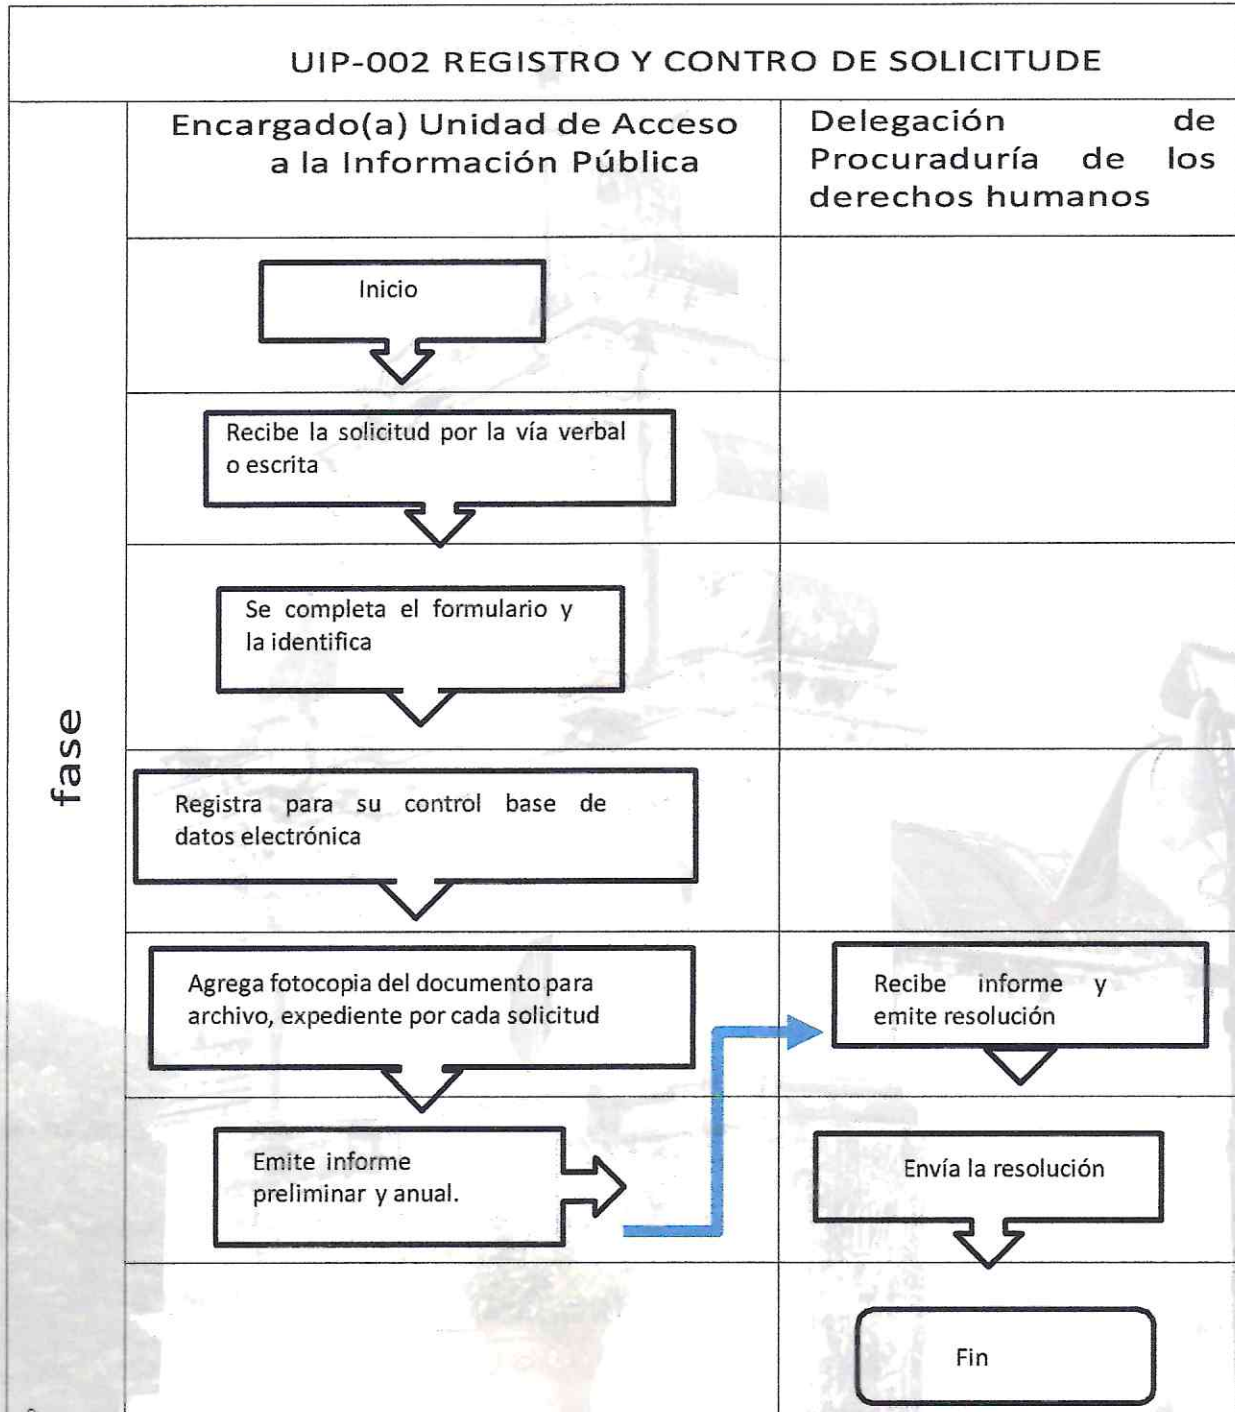 UIP-002 REGISTRO Y CONTRO DE SOLICITUDE
Encargado(a) Unidad de Acceso
a la Información Pública
Delegación de
Procuraduría de los
derechos humanos
fase
Inicio
Recibe la solicitud por la vía verbal
o escrita
Se completa el formulario y
la identifica
Registra para su control base de
datos electrónica
Agrega fotocopia del documento para
archivo, expediente por cada solicitud
Recibe informe y
emite resolución
Emite informe
preliminar y anual.
Envía la resolución
Fin